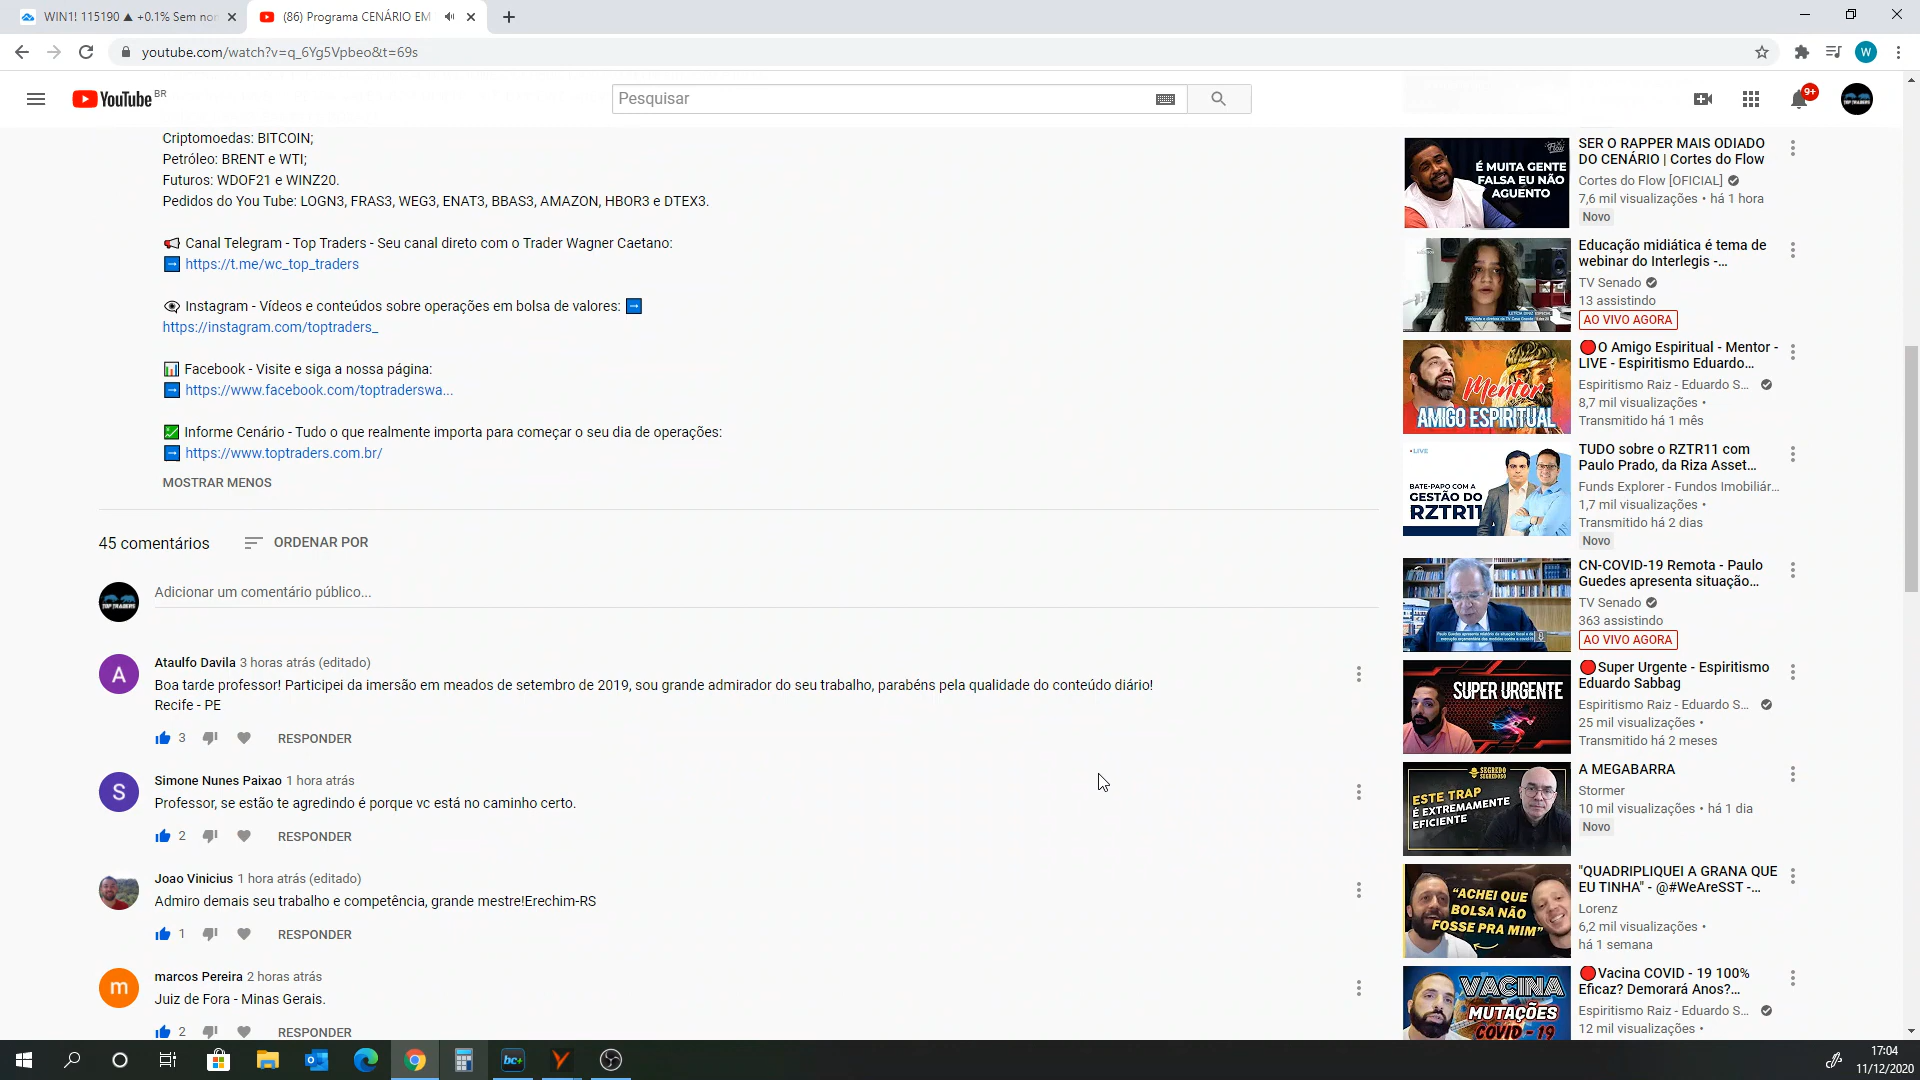 WIN1! 115190 ▲ +0.1% Sem nor
(86) Programa CENÁRIO EM
youtube.com/watch?v=q_6Yg5Vpbeo&t=69s
W
YouTube BR
Pesquisar
9+
TOP TRADERS
Criptomoedas: BITCOIN;
Petróleo: BRENT e WTI;
Futuros: WDOF21 e WINZ20.
Pedidos do You Tube: LOGN3, FRAS3, WEG3, ENAT3, BBAS3, AMAZON, HBOR3 e DTEX3.
Canal Telegram - Top Traders - Seu canal direto com o Trader Wagner Caetano:
https://t.me/wc_top_traders
Instagram - Vídeos e conteúdos sobre operações em bolsa de valores:
https://instagram.com/toptraders_
Facebook - Visite e siga a nossa página:
https://www.facebook.com/toptraderswa...
Informe Cenário - Tudo o que realmente importa para começar o seu dia de operações:
https://www.toptraders.com.br/
MOSTRAR MENOS
45 comentários
ORDENAR POR
TOP TRADERS
Adicionar um comentário público...
A
Ataulfo Davila 3 horas atrás (editado)
Boa tarde professor! Participei da imersão em meados de setembro de 2019, sou grande admirador do seu trabalho, parabéns pela qualidade do conteúdo diário!
Recife - PE
3 RESPONDER
S
Simone Nunes Paixao 1 hora atrás
Professor, se estão te agredindo é porque vc está no caminho certo.
2 RESPONDER
Joao Vinicius 1 hora atrás (editado)
Admiro demais seu trabalho e competência, grande mestre!Erechim-RS
1 RESPONDER
m
marcos Pereira 2 horas atrás
Juiz de Fora - Minas Gerais.
2 RESPONDER
É MUITA GENTE
FALSA EU NÃO
AGUENTO
SER O RAPPER MAIS ODIADO
DO CENÁRIO | Cortes do Flow
Cortes do Flow [OFICIAL]
7,6 mil visualizações • há 1 hora
Novo
Educação midiática é tema de
webinar do Interlegis -...
TV Senado
13 assistindo
AO VIVO AGORA
Mentor
AMIGO ESPIRITUAL
O Amigo Espiritual - Mentor -
LIVE - Espiritismo Eduardo...
Espiritismo Raiz - Eduardo S...
8,7 mil visualizações •
Transmitido há 1 mês
LIVE
BATE-PAPO COM A
GESTÃO DO
RZTR11
TUDO sobre o RZTR11 com
Paulo Prado, da Riza Asset...
Funds Explorer - Fundos Imobiliár...
1,7 mil visualizações •
Transmitido há 2 dias
Novo
CN-COVID-19 Remota - Paulo
Guedes apresenta situação...
TV Senado
363 assistindo
AO VIVO AGORA
SUPER URGENTE
Super Urgente - Espiritismo
Eduardo Sabbag
Espiritismo Raiz - Eduardo S...
25 mil visualizações •
Transmitido há 2 meses
SEGREDO
SEGREDOSO
ESTE TRAP
É EXTREMAMENTE
EFICIENTE
A MEGABARRA
Stormer
10 mil visualizações • há 1 dia
Novo
"ACHEI QUE
BOLSA NÃO
FOSSE PRA MIM"
"QUADRIPLIQUEI A GRANA QUE
EU TINHA" - @#WeAreSST -...
Lorenz
6,2 mil visualizações •
há 1 semana
VACINA
MUTAÇÕES
COVID - 19
Vacina COVID - 19 100%
Eficaz? Demorará Anos?...
Espiritismo Raiz - Eduardo S...
12 mil visualizações •
bc+
17:04
11/12/2020